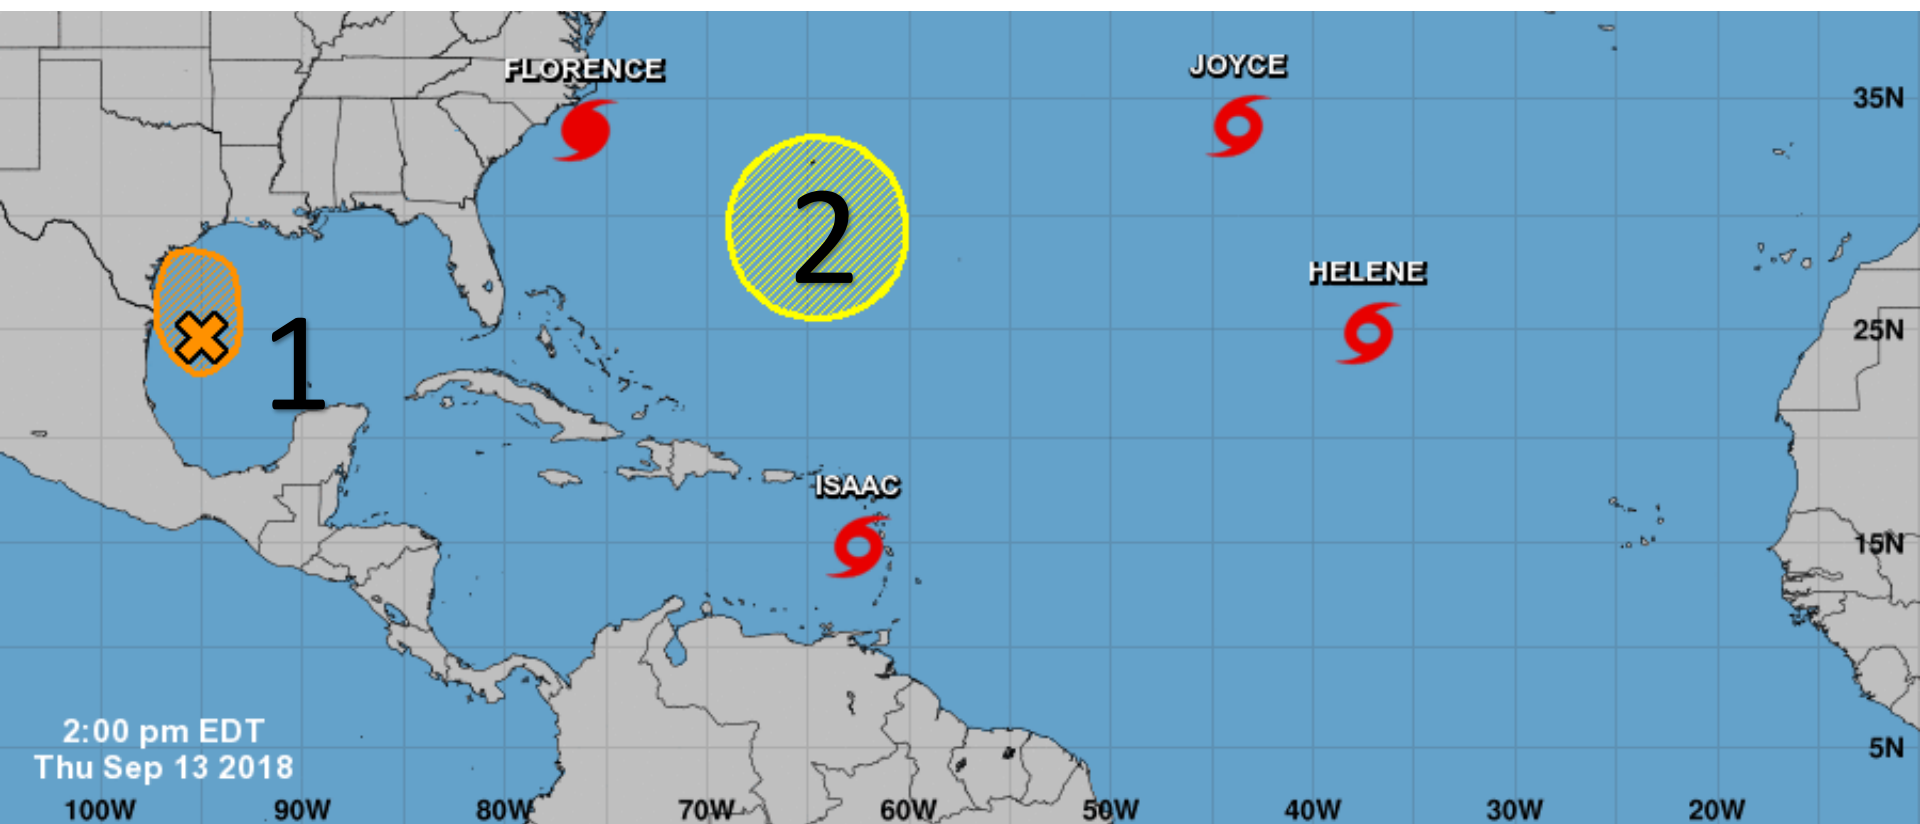 FLORENCE
JOYCE
35N
2
HELENE
1
25N
ISAAC
15N
2:00 pm EDT
5N
Thu Sep 13 2018
100W 90W 80W 70W 60W 50W 40W 30W 20W